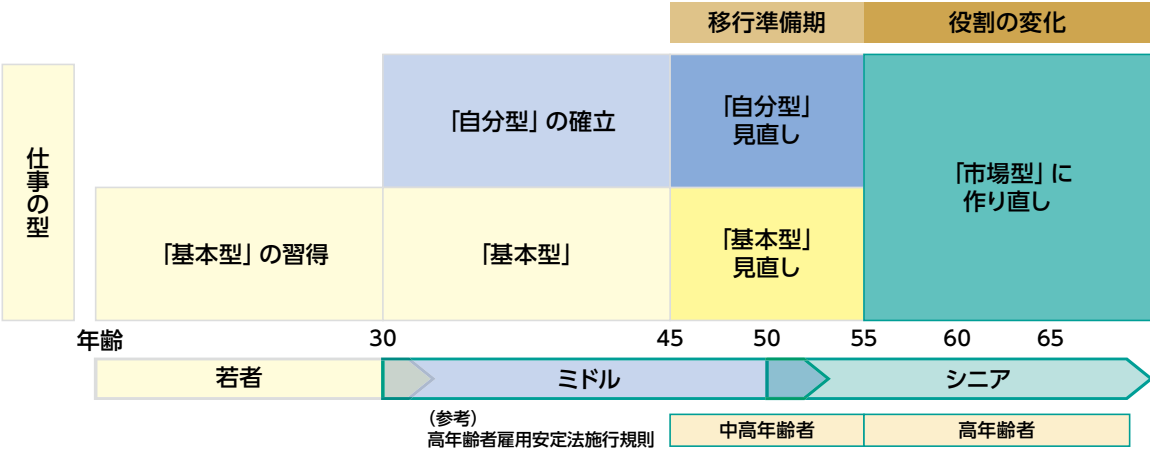 移行準備期
役割の変化
仕事の型
「自分型」の確立
「自分型」
見直し
「市場型」に
作り直し
「基本型」の習得
「基本型」
「基本型」
見直し
年齢
30
45
50
55
60
65
若者
ミドル
シニア
(参考)
高年齢者雇用安定法施行規則
中高年齢者
高年齢者